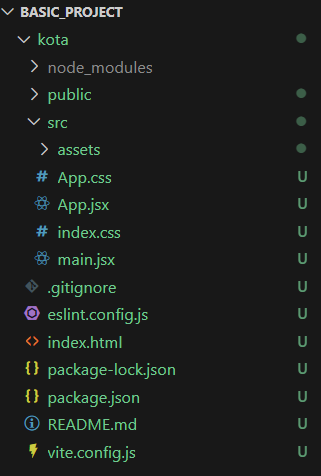 BASIC_PROJECT
kota
node_modules
public
src
assets
# App.css U
App.jsx U
# index.css U
main.jsx U
.gitignore U
eslint.config.js U
<> index.html U
{} package-lock.json U
{} package.json U
README.md U
vite.config.js U